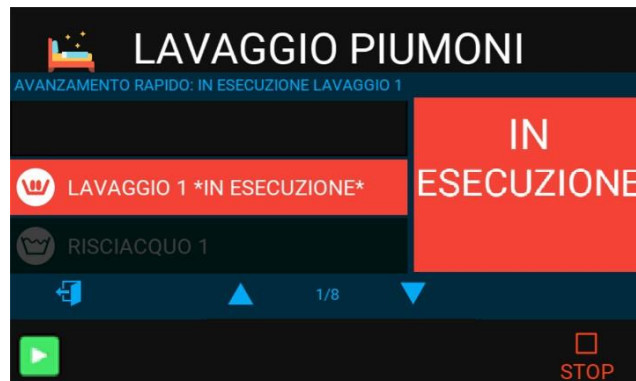 LAVAGGIO PIUMONI
AVANZAMENTO RAPIDO: IN ESECUZIONE LAVAGGIO 1
IN
ESECUZIONE
LAVAGGIO 1 *IN ESECUZIONE*
RISCIACQUO 1
1/8
STOP